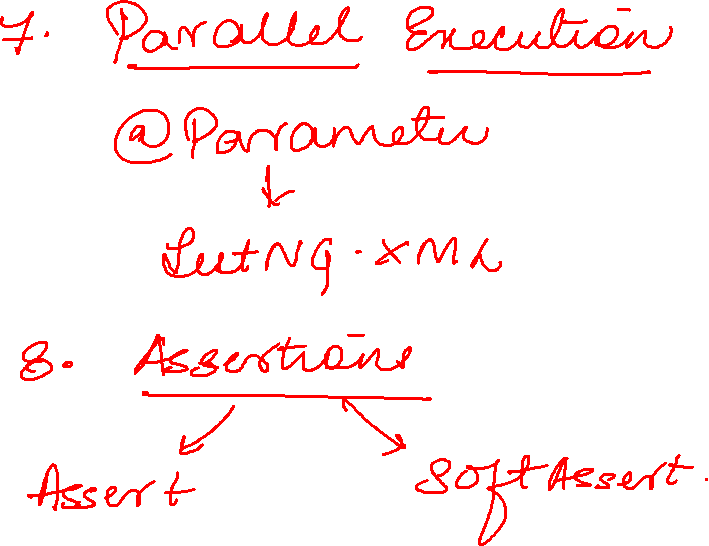 7. Parallel Execution
@Parameter
TestNG.XML
8. Assertions
Assert
SoftAssert.